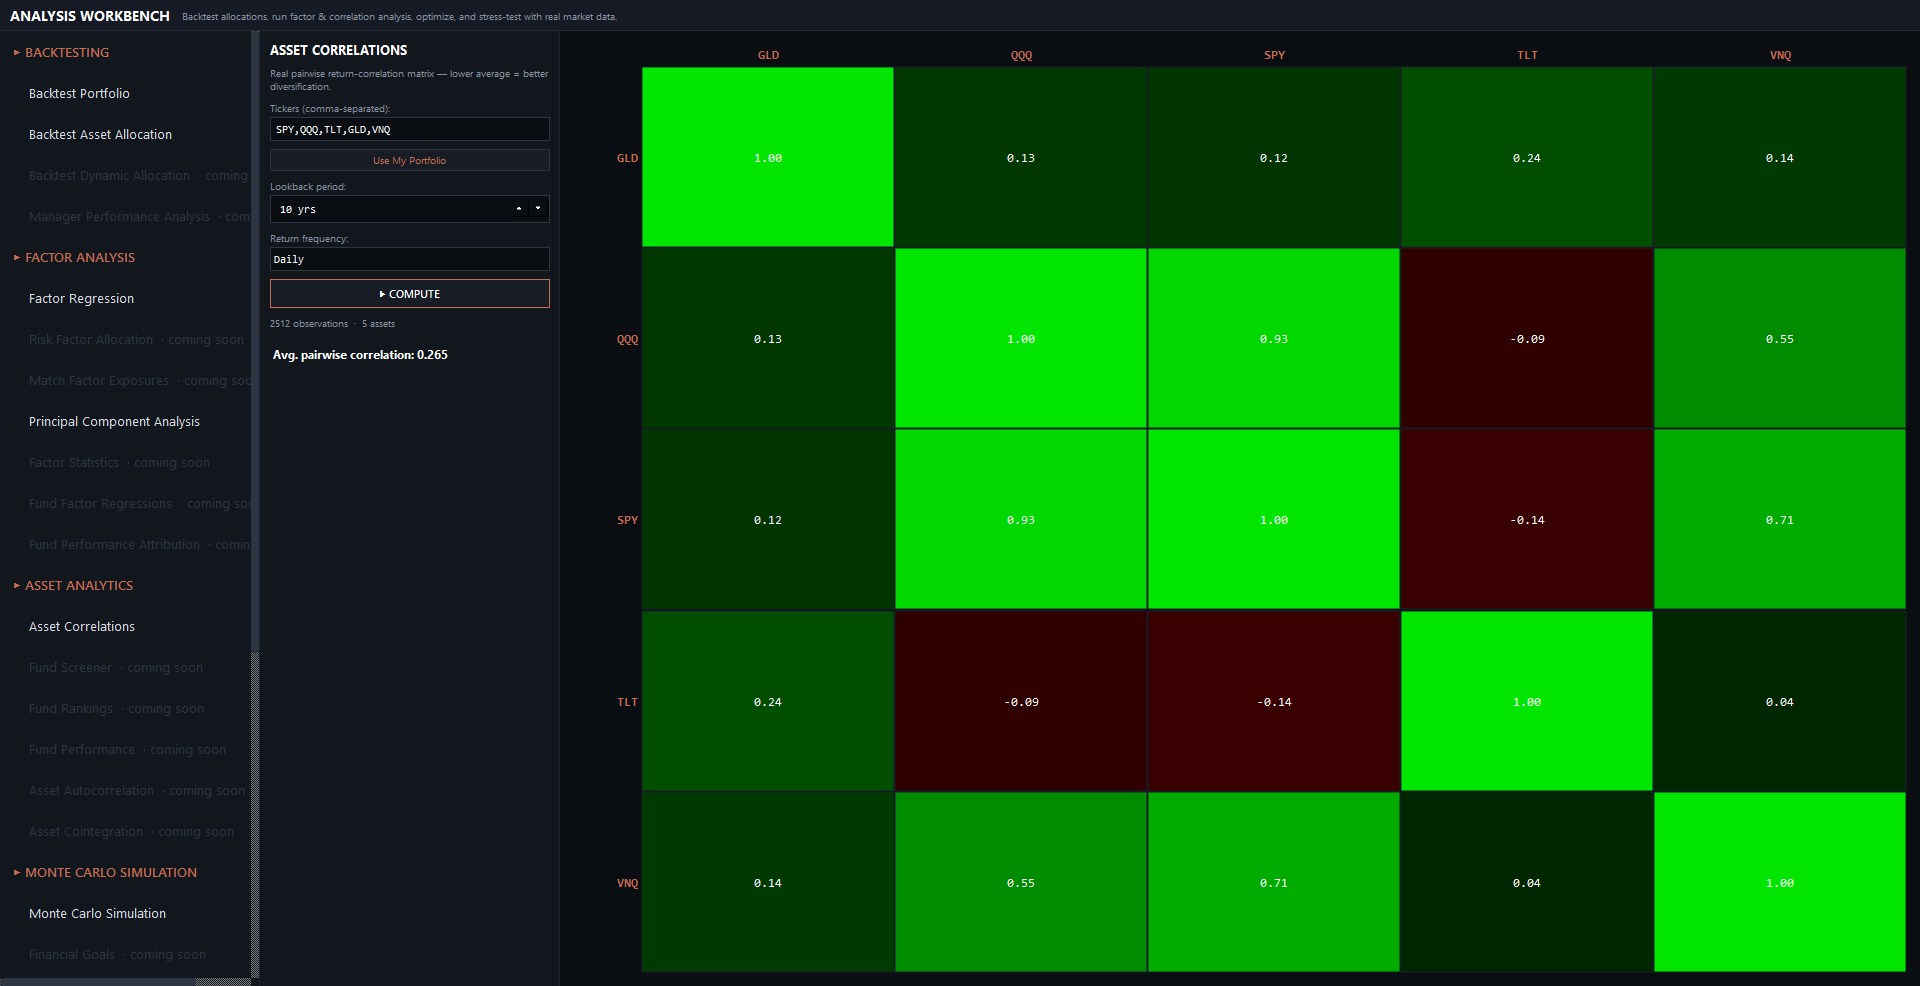 ANALYSIS WORKBENCH Backtest allocations, run factor & correlation analysis, optimize, and stress-test with real market data.
▸ BACKTESTING
Backtest Portfolio
Backtest Asset Allocation
Backtest Dynamic Allocation · coming
Manager Performance Analysis · com
▸ FACTOR ANALYSIS
Factor Regression
Risk Factor Allocation · coming soon
Match Factor Exposures · coming soo
Principal Component Analysis
Factor Statistics · coming soon
Fund Factor Regressions · coming soo
Fund Performance Attribution · comin
▸ ASSET ANALYTICS
Asset Correlations
Fund Screener · coming soon
Fund Rankings · coming soon
Fund Performance · coming soon
Asset Autocorrelation · coming soon
Asset Cointegration · coming soon
▸ MONTE CARLO SIMULATION
Monte Carlo Simulation
Financial Goals · coming soon
ASSET CORRELATIONS
Real pairwise return-correlation matrix — lower average = better
diversification.
Tickers (comma-separated):
SPY,QQQ,TLT,GLD,VNQ
Use My Portfolio
Lookback period:
10 yrs
Return frequency:
Daily
▸ COMPUTE
2512 observations · 5 assets
Avg. pairwise correlation: 0.265
GLD QQQ SPY TLT VNQ
GLD 1.00 0.13 0.12 0.24 0.14
QQQ 0.13 1.00 0.93 -0.09 0.55
SPY 0.12 0.93 1.00 -0.14 0.71
TLT 0.24 -0.09 -0.14 1.00 0.04
VNQ 0.14 0.55 0.71 0.04 1.00